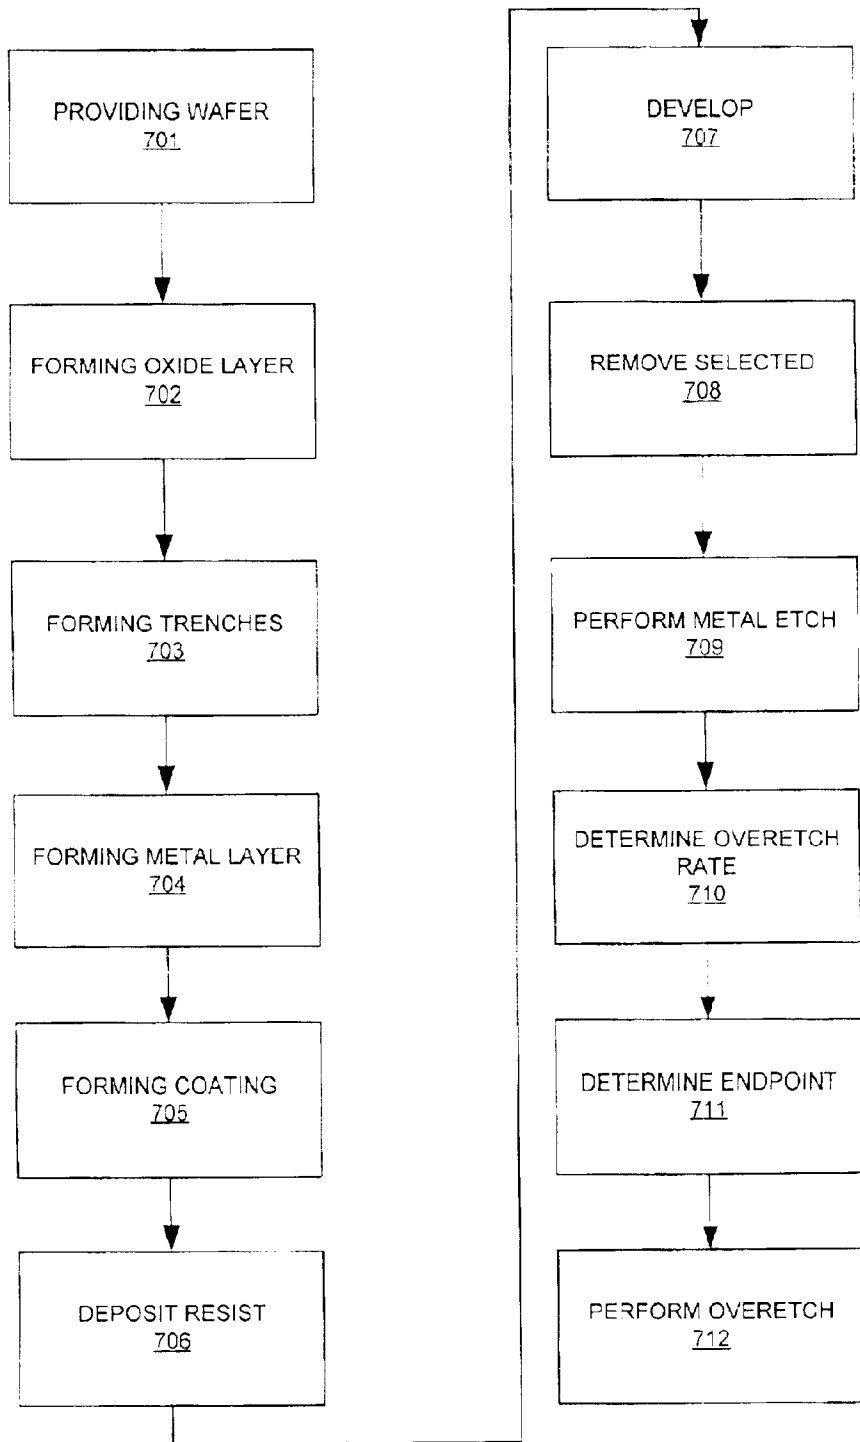 PROVIDING WAFER
701
FORMING OXIDE LAYER
702
FORMING TRENCHES
703
FORMING METAL LAYER
704
FORMING COATING
705
DEPOSIT RESIST
706
DEVELOP
707
REMOVE SELECTED
708
PERFORM METAL ETCH
709
DETERMINE OVERETCH
RATE
710
DETERMINE ENDPOINT
711
PERFORM OVERETCH
712